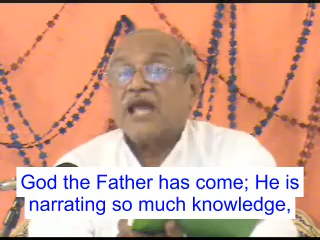 God the Father has come; He is
narrating so much knowledge,